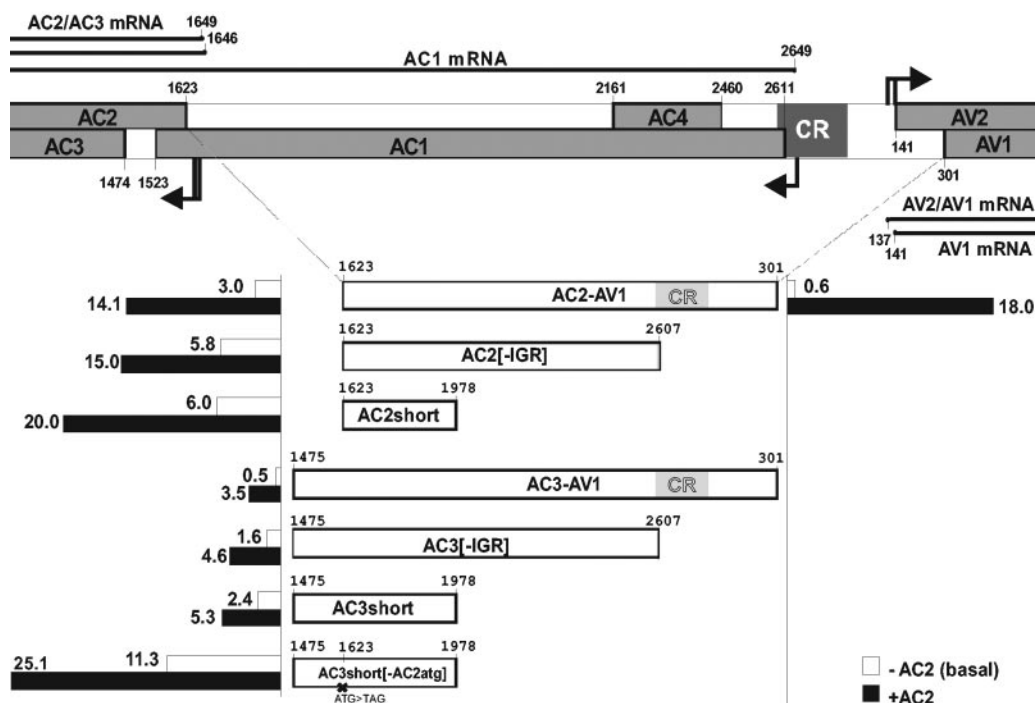 AC2/AC3 mRNA 1649
1646
AC1 mRNA 2649
1623 2161 2460 2611
AC2 AC4 CR AV2
AC3 AC1 141 AV1
1474 1523 301
AV2/AV1 mRNA
137
141 AV1 mRNA
1623 301
3.0 AC2-AV1 CR 0.6
14.1 18.0
1623 2607
5.8 AC2[-IGR]
15.0
1623 1978
6.0 AC2short
20.0
1475 301
0.5 AC3-AV1 CR
3.5
1475 2607
1.6 AC3[-IGR]
4.6
1475 1978
2.4 AC3short
5.3
1475 1623 1978
11.3 AC3short[-AC2atg]
25.1
ATG>TAG
- AC2 (basal)
+AC2